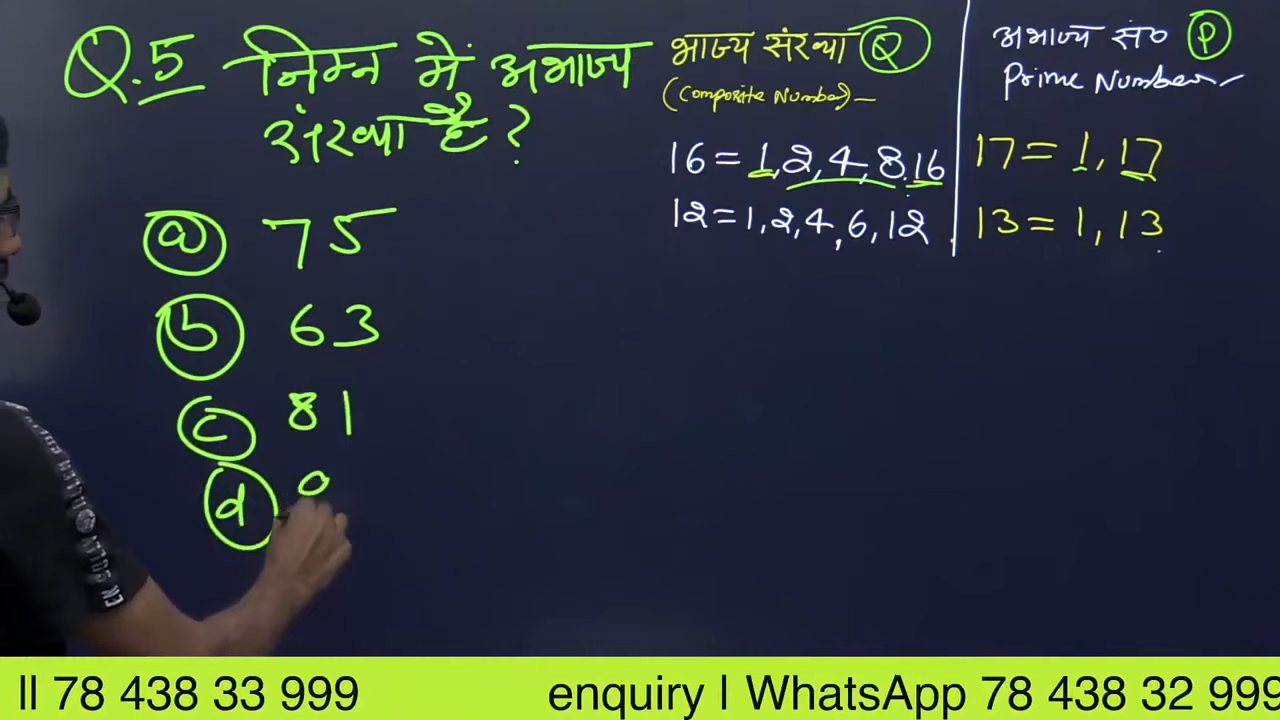 Q.5 निम्न में अभाज्य
संख्या है ?
a 75
b 63
c 81
d
भाज्य संख्या Q
(Composite Number)
16 = 1, 2, 4, 8, 16
12 = 1, 2, 4, 6, 12
अभाज्य सं० P
Prime Number
17 = 1, 17
13 = 1, 13
EN SOLEY
ll 78 438 33 999 enquiry l WhatsApp 78 438 32 999